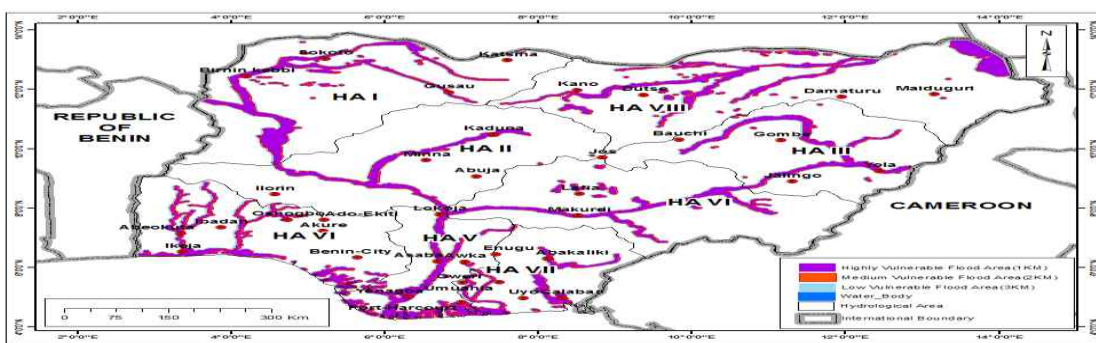 2°0'0"E 4°0'0"E 6°0'0"E 8°0'0"E 10°0'0"E 12°0'0"E 14°0'0"E
N
Sokoto
Katsina
Birnin kebbi
Gusau
Kano
Dutse
HA I
HA VIII
Damaturu
Maiduguri
REPUBLIC
OF
BENIN
Kaduna
HA II
Bauchi
Gombe
HA III
Minna
Jos
Abuja
Yola
Jalingo
Ilorin
Lafia
HA VI
Lokoja
Makurdi
CAMEROON
Oshogbo Ado-Ekiti
Ibadan
Abeokuta
Akure
HA VI
HA V
Ikeja
Benin-City
Enugu
Abakaliki
Asaba Awka
HA VII
Owerri
Umuahia
Uyo Calabar
Port-Harcourt
Highly Vulnerable Flood Area(1KM)
Medium Vulnerable Flood Area(2KM)
Low Vulnerable Flood Area(3KM)
Water_Body
Hydrological Area
International Boundary
0 75 150 300 Km
2°0'0"E 4°0'0"E 6°0'0"E 8°0'0"E 10°0'0"E 12°0'0"E 14°0'0"E